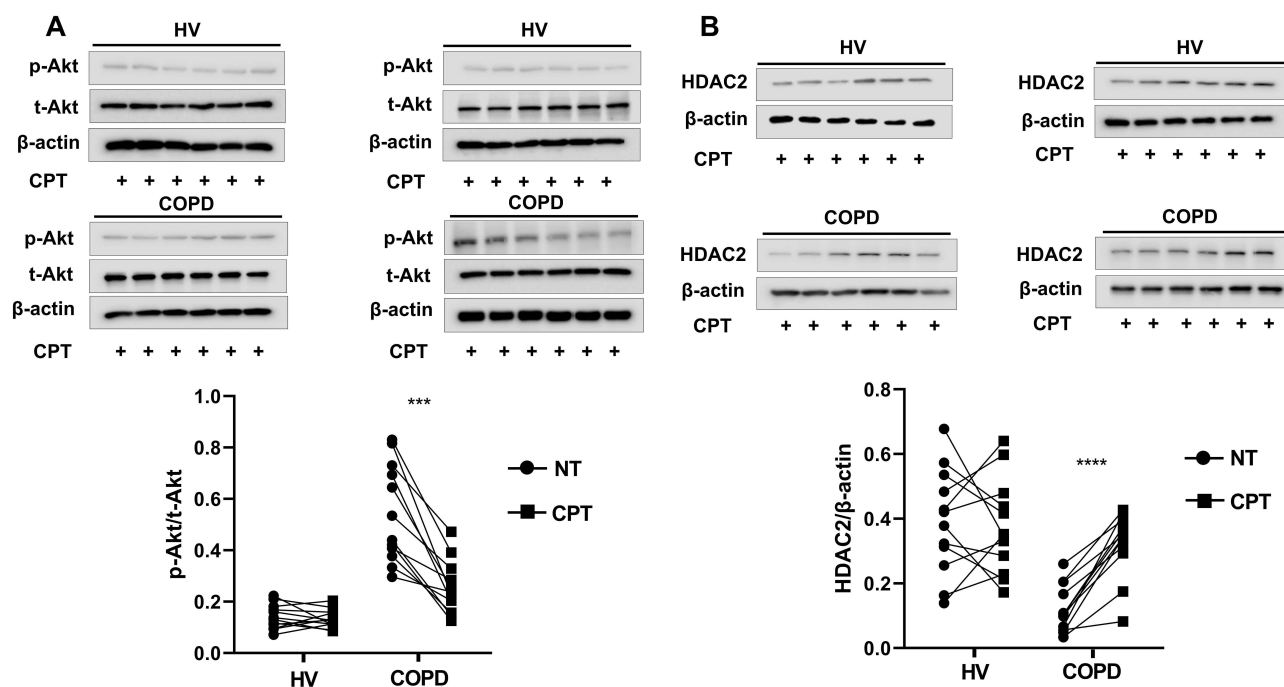 A
HV
p-Akt
t-Akt
β-actin
CPT + + + + + +
COPD
p-Akt
t-Akt
β-actin
CPT + + + + + +
HV
p-Akt
t-Akt
β-actin
CPT + + + + + +
COPD
p-Akt
t-Akt
β-actin
CPT + + + + + +
p-Akt/t-Akt
1.0
0.8
0.6
0.4
0.2
0.0
***
HV
COPD
NT
CPT
B
HV
HDAC2
β-actin
CPT + + + + + +
COPD
HDAC2
β-actin
CPT + + + + + +
HV
HDAC2
β-actin
CPT + + + + + +
COPD
HDAC2
β-actin
CPT + + + + + +
HDAC2/β-actin
0.8
0.6
0.4
0.2
0.0
****
HV
COPD
NT
CPT